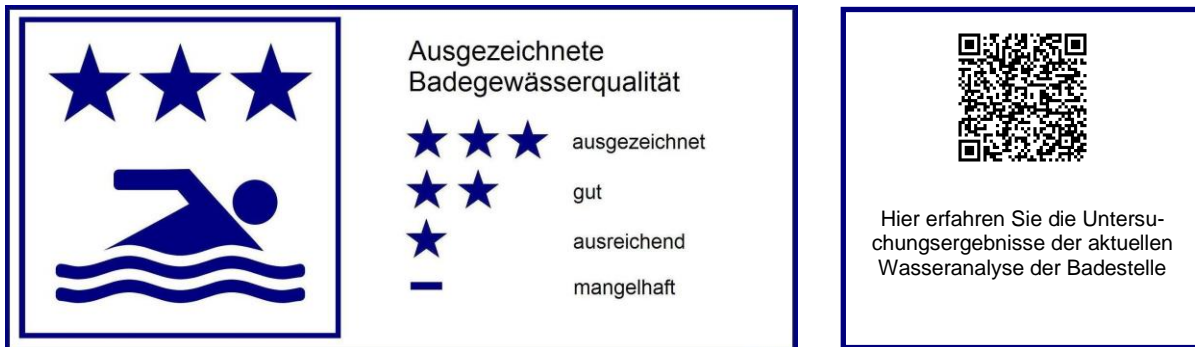 Ausgezeichnete
Badegewässerqualität
ausgezeichnet
gut
ausreichend
mangelhaft
Hier erfahren Sie die Untersu-
chungsergebnisse der aktuellen
Wasseranalyse der Badestelle